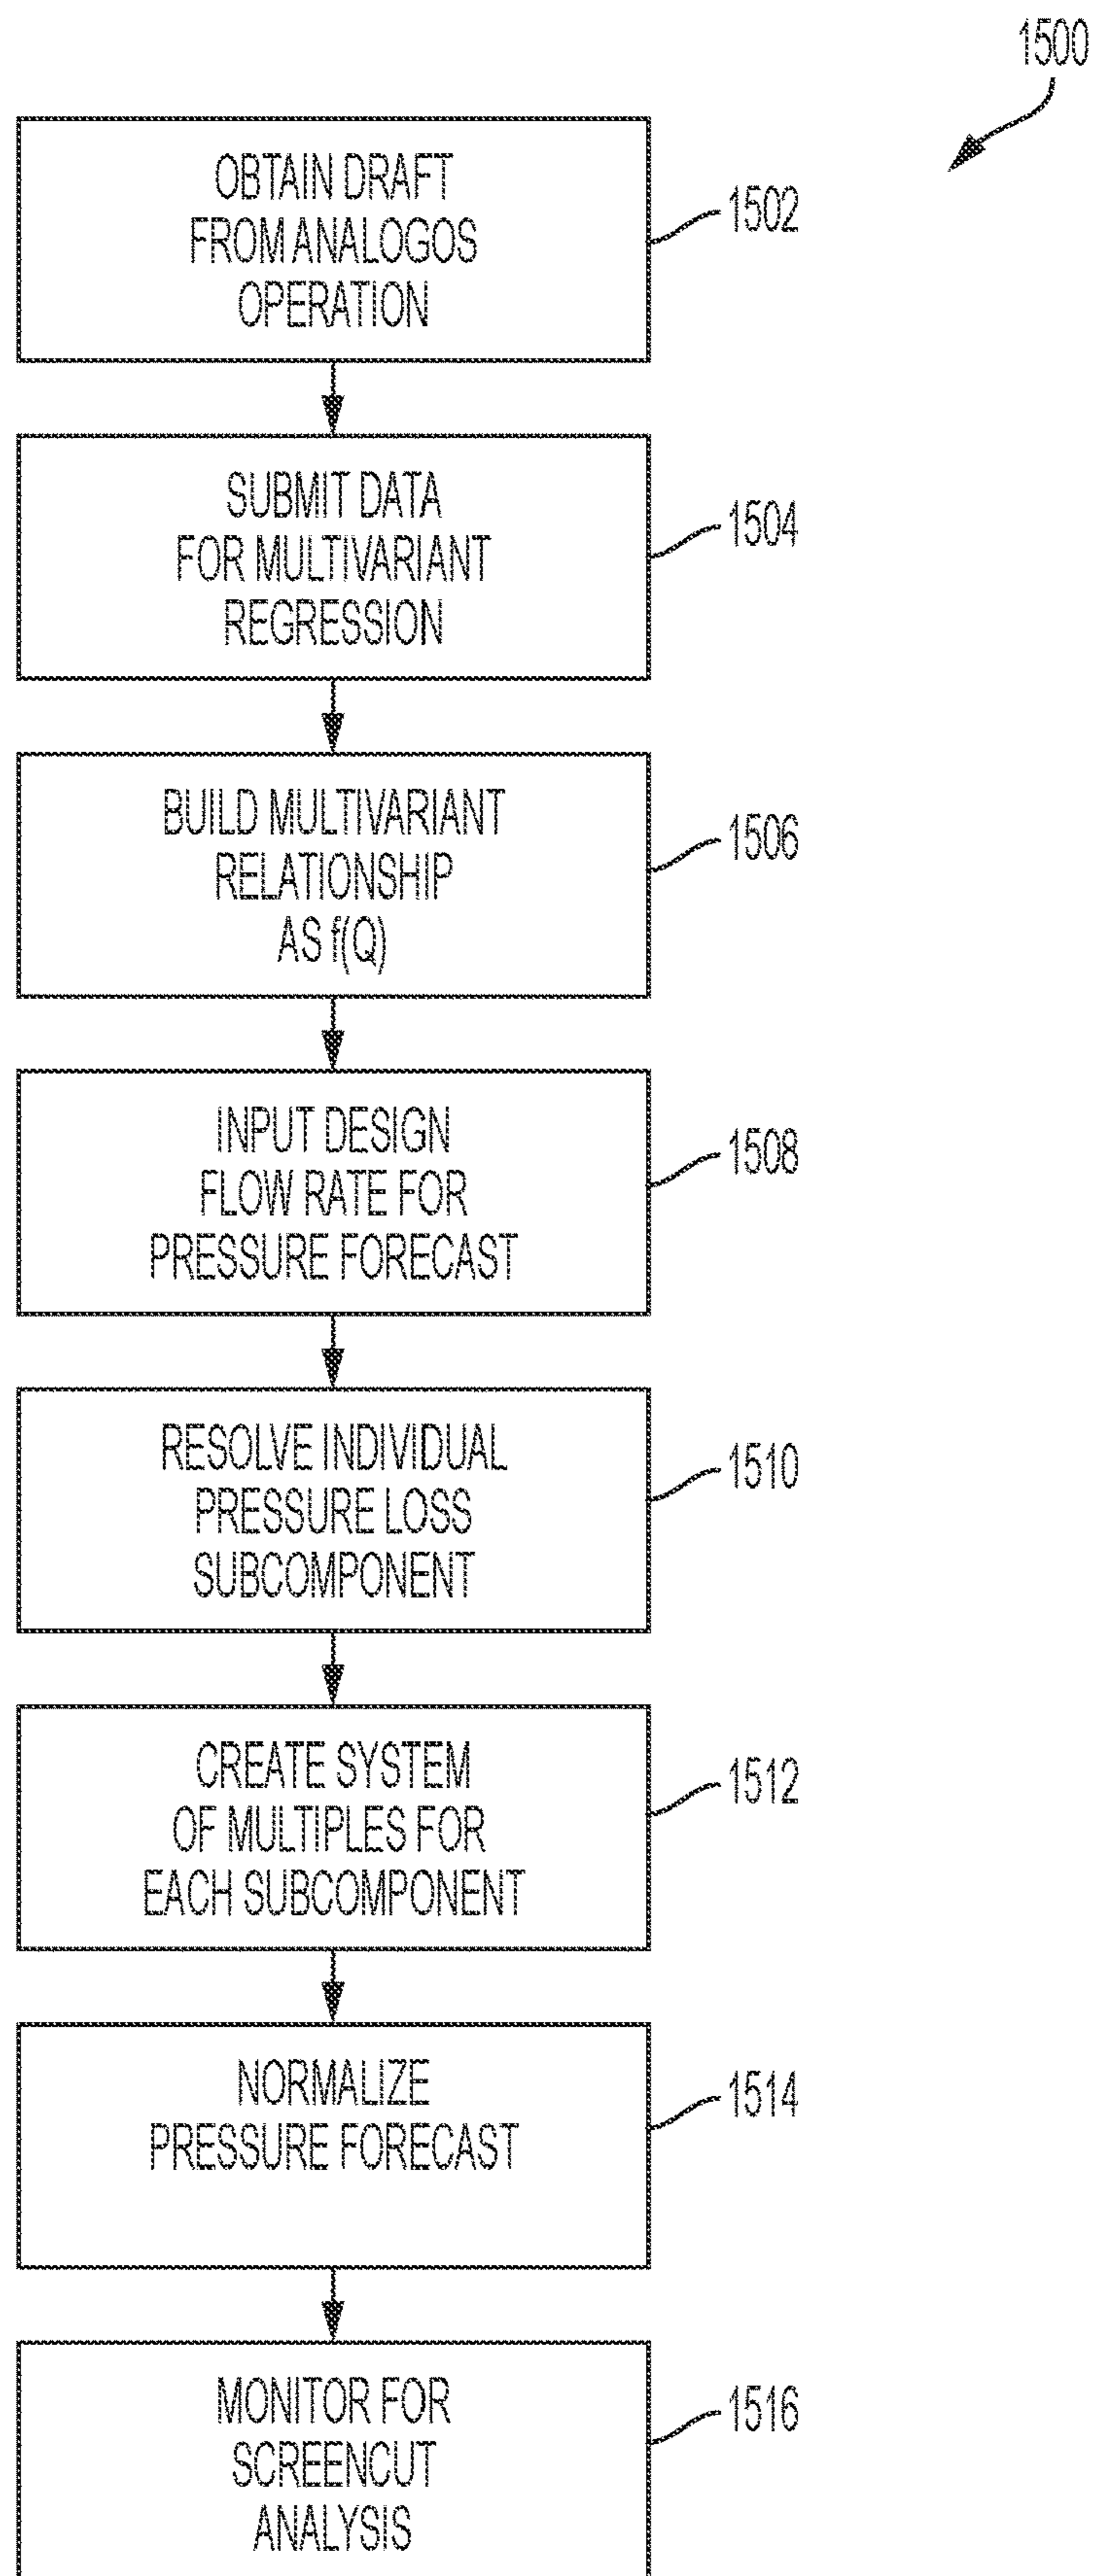 1500
OBTAIN DRAFT
FROM ANALOGOS
OPERATION
1502
SUBMIT DATA
FOR MULTIVARIANT
REGRESSION
1504
BUILD MULTIVARIANT
RELATIONSHIP
AS f(Q)
1506
INPUT DESIGN
FLOW RATE FOR
PRESSURE FORECAST
1508
RESOLVE INDIVIDUAL
PRESSURE LOSS
SUBCOMPONENT
1510
CREATE SYSTEM
OF MULTIPLES FOR
EACH SUBCOMPONENT
1512
NORMALIZE
PRESSURE FORECAST
1514
MONITOR FOR
SCREENCUT
ANALYSIS
1516